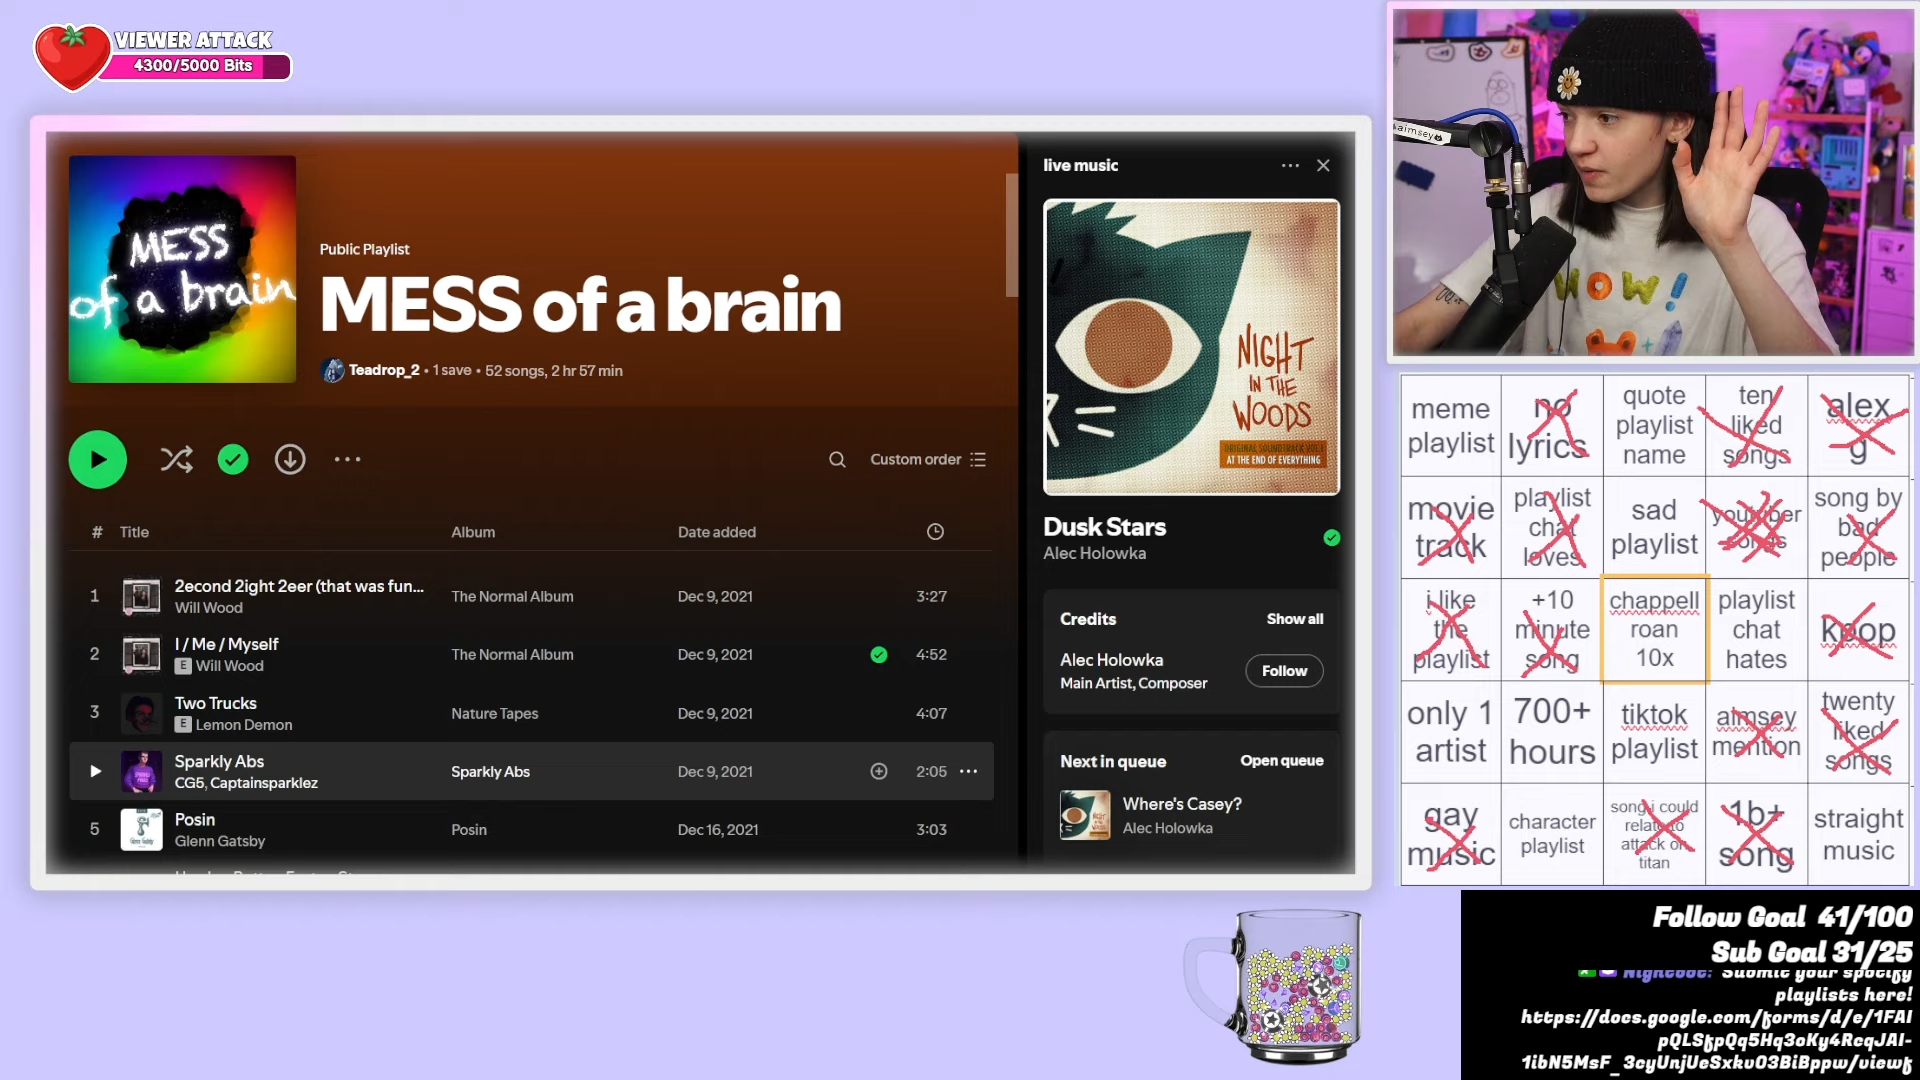 VIEWER ATTACK
4300/5000 Bits
MESS
of a brain
Public Playlist
MESS of a brain
Teadrop_2 • 1 save • 52 songs, 2 hr 57 min
Custom order
# Title Album Date added
1 2econd 2ight 2eer (that was fun... The Normal Album Dec 9, 2021 3:27
Will Wood
2 I / Me / Myself The Normal Album Dec 9, 2021 4:52
E Will Wood
3 Two Trucks Nature Tapes Dec 9, 2021 4:07
E Lemon Demon
Sparkly Abs Sparkly Abs Dec 9, 2021 2:05
CG5, Captainsparklez
5 Posin Posin Dec 16, 2021 3:03
Glenn Gatsby
live music
NIGHT
IN THE
WOODS
ORIGINAL SOUNDTRACK VOL 1
AT THE END OF EVERYTHING
Dusk Stars
Alec Holowka
Credits Show all
Alec Holowka
Main Artist, Composer
Follow
Next in queue Open queue
Where's Casey?
Alec Holowka
aimsey
WOW!
meme playlist
no lyrics
quote playlist name
ten liked songs
alex g
movie track
playlist chat loves
sad playlist
youtuber songs
song by bad people
i like the playlist
+10 minute song
chappell roan 10x
playlist chat hates
kpop
only 1 artist
700+ hours
tiktok playlist
aimsey mention
twenty liked songs
gay music
character playlist
song i could relate to attack on titan
1b+ song
straight music
Follow Goal 41/100
Sub Goal 31/25
Nightbot: Submit your spotify
playlists here!
https://docs.google.com/forms/d/e/1FAI
pQLSfpQq5Hq3oKy4RcqJAI-
1ibN5MsF_3cyUnjUeSxkvO3BiBppw/viewf